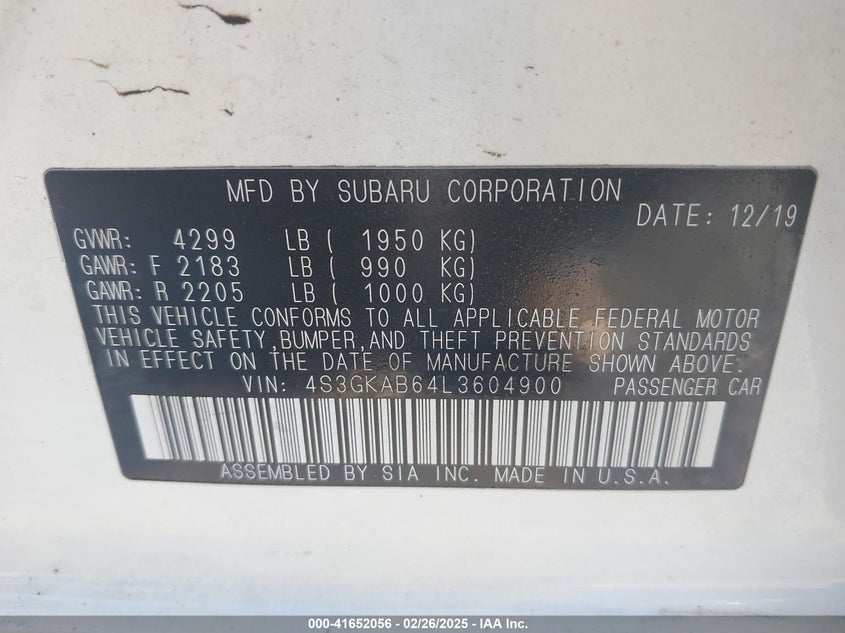 MFD BY SUBARU CORPORATION
DATE: 12/19
GVWR: 4299 LB ( 1950 KG)
GAWR: F 2183 LB ( 990 KG)
GAWR: R 2205 LB ( 1000 KG)
THIS VEHICLE CONFORMS TO ALL APPLICABLE FEDERAL MOTOR
VEHICLE SAFETY,BUMPER,AND THEFT PREVENTION STANDARDS
IN EFFECT ON THE DATE OF MANUFACTURE SHOWN ABOVE.
VIN: 4S3GKAB64L3604900 PASSENGER CAR
ASSEMBLED BY SIA INC. MADE IN U.S.A.
000-41652056 - 02/26/2025 - IAA Inc.